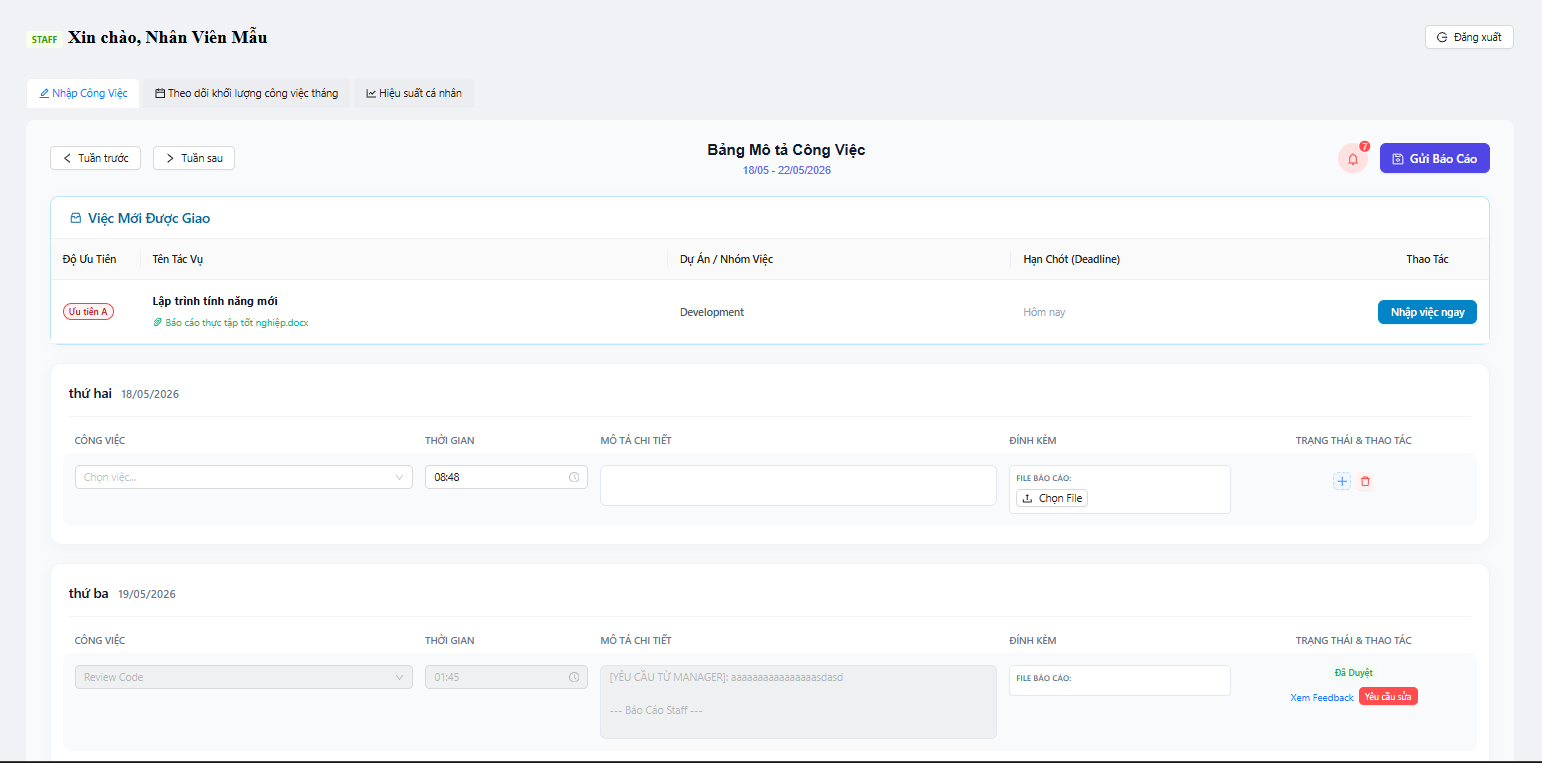 STAFF Xin chào, Nhân Viên Mẫu
Đăng xuất
Nhập Công Việc Theo dõi khối lượng công việc tháng Hiệu suất cá nhân
Tuần trước Tuần sau
Bảng Mô tả Công Việc
18/05 - 22/05/2026
7
Gửi Báo Cáo
Việc Mới Được Giao
Độ Ưu Tiên Tên Tác Vụ Dự Án / Nhóm Việc Hạn Chót (Deadline) Thao Tác
Ưu tiên A
Lập trình tính năng mới
Báo cáo thực tập tốt nghiệp.docx
Development
Hôm nay
Nhập việc ngay
thứ hai 18/05/2026
CÔNG VIỆC THỜI GIAN MÔ TẢ CHI TIẾT ĐÍNH KÈM TRẠNG THÁI & THAO TÁC
Chọn việc... 08:48
FILE BÁO CÁO:
Chọn File
thứ ba 19/05/2026
CÔNG VIỆC THỜI GIAN MÔ TẢ CHI TIẾT ĐÍNH KÈM TRẠNG THÁI & THAO TÁC
Review Code 01:45
[YÊU CẦU TỪ MANAGER]: aaaaaaaaaaaaaaaasdasd
--- Báo Cáo Staff ---
FILE BÁO CÁO:
Đã Duyệt
Xem Feedback Yêu cầu sửa